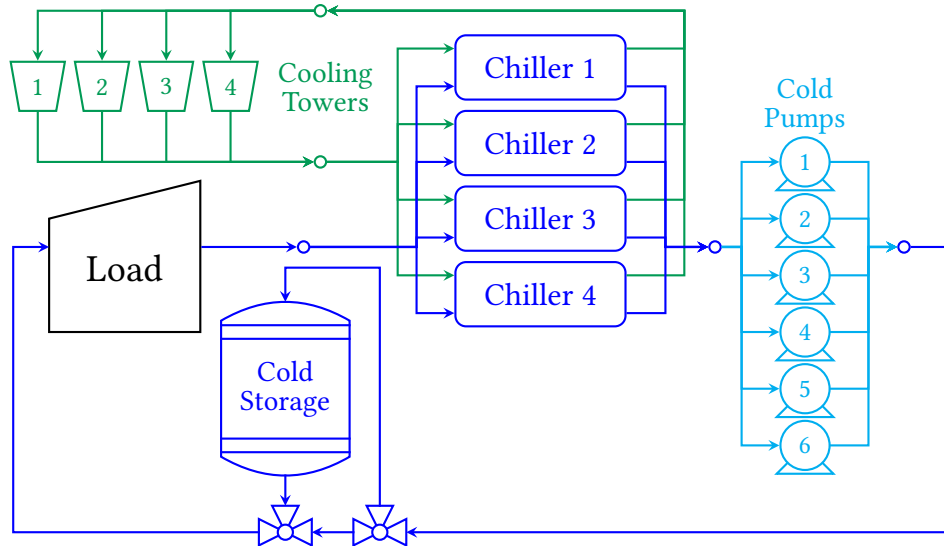 1
2
3
4
Cooling
Towers
Chiller 1
Chiller 2
Chiller 3
Chiller 4
Cold
Pumps
1
2
3
4
5
6
Load
Cold
Storage